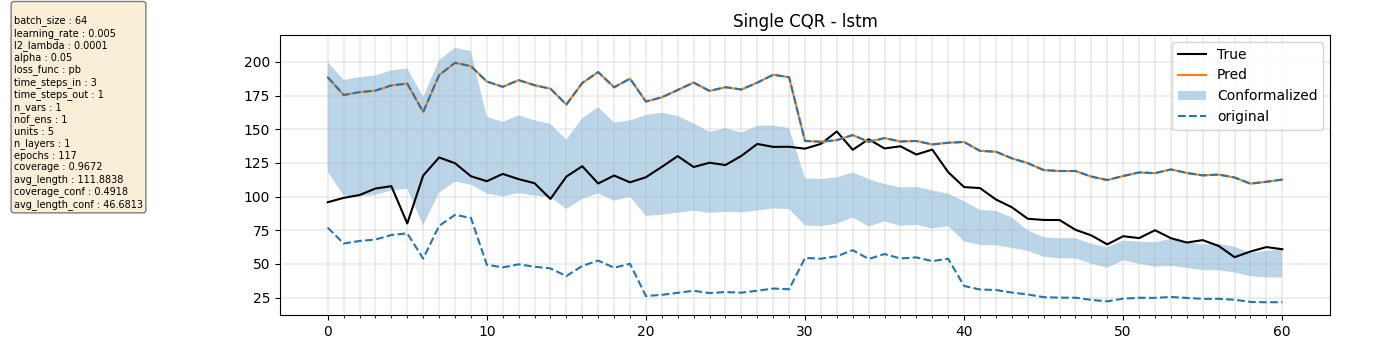 batch_size : 64
learning_rate : 0.005
l2_lambda : 0.0001
alpha : 0.05
loss_func : pb
time_steps_in : 3
time_steps_out : 1
n_vars : 1
nof_ens : 1
units : 5
n_layers : 1
epochs : 117
coverage : 0.9672
avg_length : 111.8838
coverage_conf : 0.4918
avg_length_conf : 46.6813
Single CQR - lstm
200
175
150
125
100
75
50
25
0 10 20 30 40 50 60
True
Pred
Conformalized
original